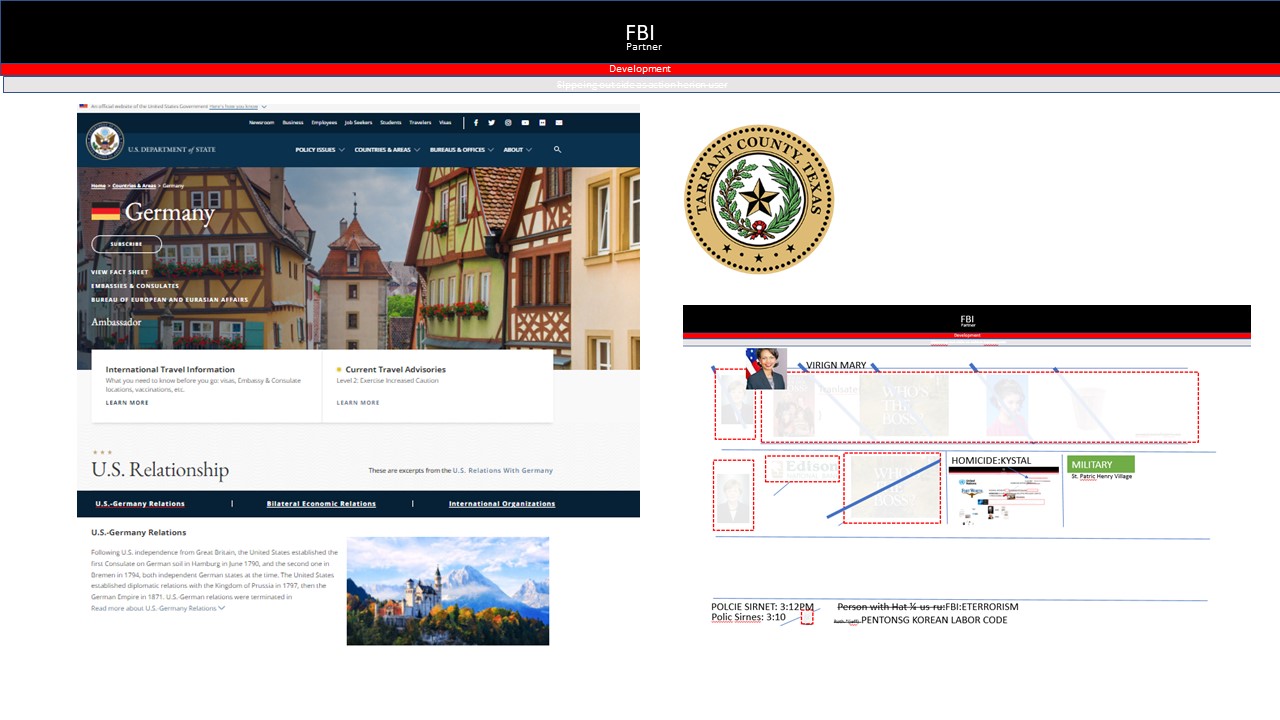 FBI
Partner
Development
An official website of the United States Government Here's how you know
Newsroom Business Employees Job Seekers Students Travelers Visas
U.S. DEPARTMENT of STATE
POLICY ISSUES COUNTRIES & AREAS BUREAUS & OFFICES ABOUT
Home > Countries & Areas > Germany
Germany
SUBSCRIBE
VIEW FACT SHEET
EMBASSIES & CONSULATES
BUREAU OF EUROPEAN AND EURASIAN AFFAIRS
Ambassador
International Travel Information
What you need to know before you go: visas, Embassy & Consulate
locations, vaccinations, etc.
LEARN MORE
Current Travel Advisories
Level 2: Exercise Increased Caution
LEARN MORE
U.S. Relationship
These are excerpts from the U.S. Relations With Germany
U.S.-Germany Relations | Bilateral Economic Relations | International Organizations
U.S.-Germany Relations
Following U.S. independence from Great Britain, the United States established the
first Consulate on German soil in Hamburg in June 1790, and the second one in
Bremen in 1794, both independent German states at the time. The United States
established diplomatic relations with the Kingdom of Prussia in 1797, then the
German Empire in 1871. U.S.-German relations were terminated in
Read more about U.S.-Germany Relations
TARRANT COUNTY, TEXAS
FBI
Partner
Development
VIRIGN MARY
WHO'S
THE
BOSS
Edison
HOMICIDE:KYSTAL
MILITARY
St. Patric Henry Village
POLCIE SIRNET: 3:12PM
Polic Sirnes: 3:10
Person with Hat ¼ us-ru:FBI:ETERRORISM
PENTONSG KOREAN LABOR CODE